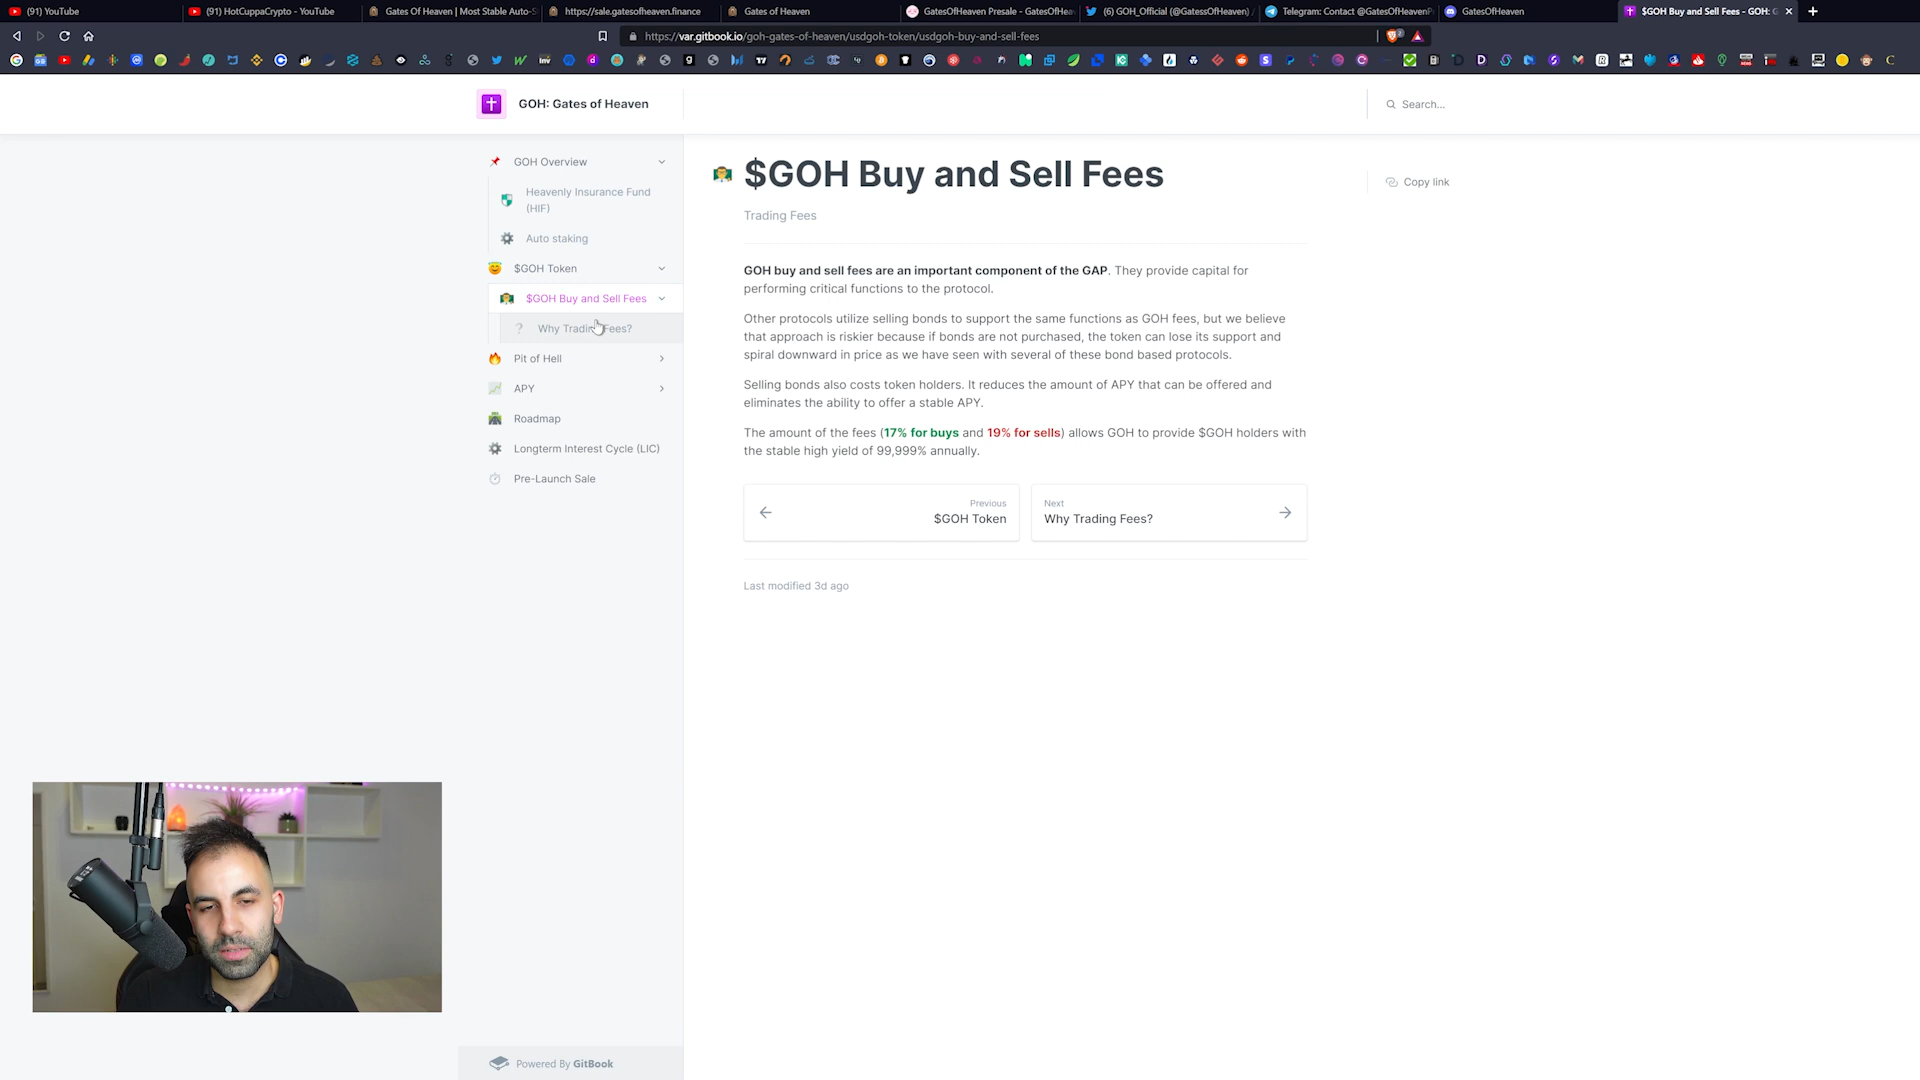 (91) YouTube
(91) HotCuppaCrypto - YouTube
Gates Of Heaven | Most Stable Auto-S
https://sale.gatesofheaven.finance
Gates of Heaven
GatesOfHeaven Presale - GatesOfHeav
(6) GOH_Official (@GatessOfHeaven) /
Telegram: Contact @GatesOfHeavenP
GatesOfHeaven
$GOH Buy and Sell Fees - GOH: G
https://var.gitbook.io/goh-gates-of-heaven/usdgoh-token/usdgoh-buy-and-sell-fees
GOH: Gates of Heaven
Search...
GOH Overview
Heavenly Insurance Fund
(HIF)
Auto staking
$GOH Token
$GOH Buy and Sell Fees
Why Trading Fees?
Pit of Hell
APY
Roadmap
Longterm Interest Cycle (LIC)
Pre-Launch Sale
$GOH Buy and Sell Fees
Copy link
Trading Fees
GOH buy and sell fees are an important component of the GAP. They provide capital for
performing critical functions to the protocol.
Other protocols utilize selling bonds to support the same functions as GOH fees, but we believe
that approach is riskier because if bonds are not purchased, the token can lose its support and
spiral downward in price as we have seen with several of these bond based protocols.
Selling bonds also costs token holders. It reduces the amount of APY that can be offered and
eliminates the ability to offer a stable APY.
The amount of the fees (17% for buys and 19% for sells) allows GOH to provide $GOH holders with
the stable high yield of 99,999% annually.
Previous
$GOH Token
Next
Why Trading Fees?
Last modified 3d ago
Powered By GitBook